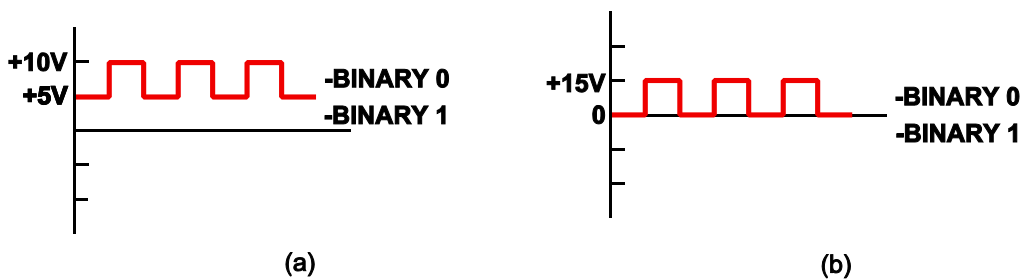 +10V
+5V
-BINARY 0
-BINARY 1
(a)
+15V
0
-BINARY 0
-BINARY 1
(b)